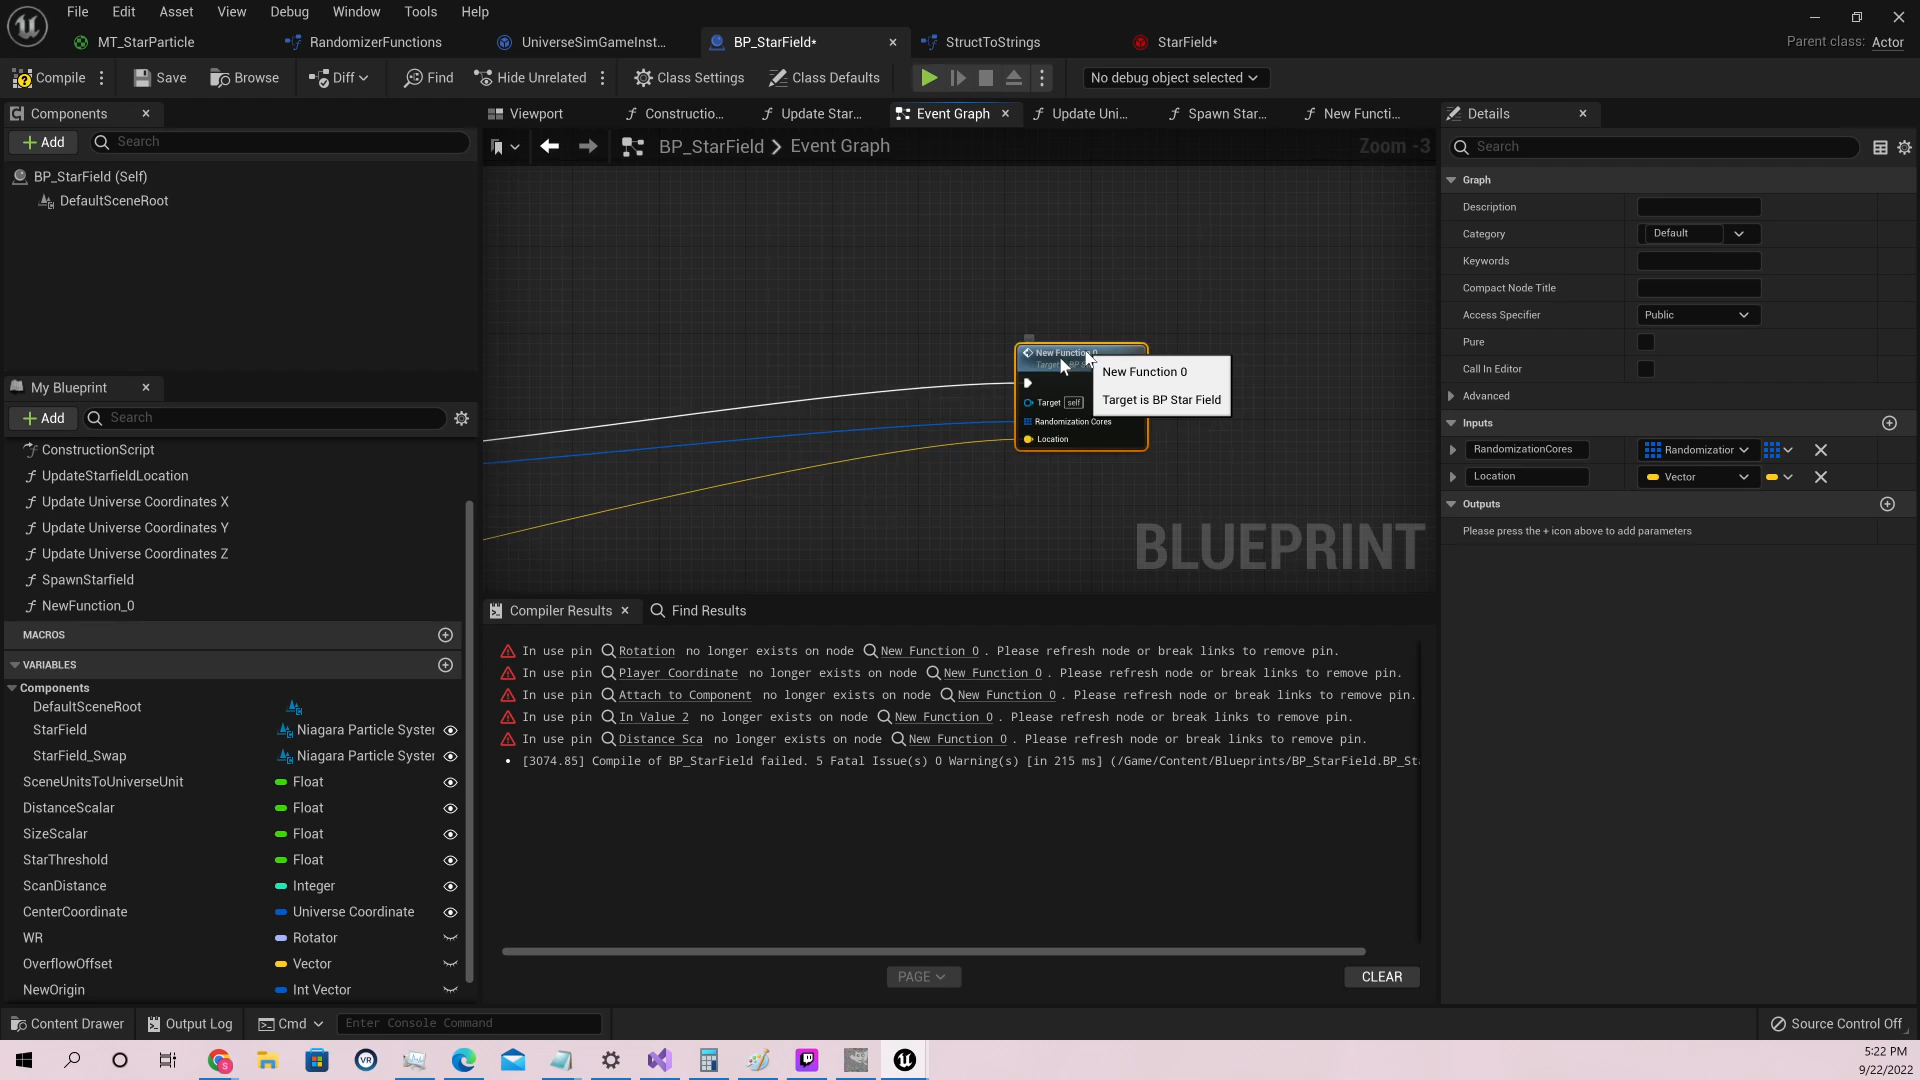 File Edit Asset View Debug Window Tools Help
MT_StarParticle RandomizerFunctions UniverseSimGameInst... BP_StarField* StructToStrings StarField* Parent class: Actor
Compile Save Browse Diff Find Hide Unrelated Class Settings Class Defaults No debug object selected
Components
Add Search
BP_StarField (Self)
DefaultSceneRoot
My Blueprint
Add Search
ConstructionScript
UpdateStarfieldLocation
Update Universe Coordinates X
Update Universe Coordinates Y
Update Universe Coordinates Z
SpawnStarfield
NewFunction_0
MACROS
VARIABLES
Components
DefaultSceneRoot
StarField Niagara Particle Syster
StarField_Swap Niagara Particle Syster
SceneUnitsToUniverseUnit Float
DistanceScalar Float
SizeScalar Float
StarThreshold Float
ScanDistance Integer
CenterCoordinate Universe Coordinate
WR Rotator
OverflowOffset Vector
NewOrigin Int Vector
Viewport Constructio... Update Star... Event Graph Update Uni... Spawn Star... New Functi...
BP_StarField > Event Graph Zoom -3
New Function 0
Target self
Randomization Cores
Location
New Function 0
Target is BP Star Field
BLUEPRINT
Compiler Results Find Results
In use pin Rotation no longer exists on node New Function 0 . Please refresh node or break links to remove pin.
In use pin Player Coordinate no longer exists on node New Function 0 . Please refresh node or break links to remove pin.
In use pin Attach to Component no longer exists on node New Function 0 . Please refresh node or break links to remove pin.
In use pin In Value 2 no longer exists on node New Function 0 . Please refresh node or break links to remove pin.
In use pin Distance Sca no longer exists on node New Function 0 . Please refresh node or break links to remove pin.
[3074.85] Compile of BP_StarField failed. 5 Fatal Issue(s) 0 Warning(s) [in 215 ms] (/Game/Content/Blueprints/BP_StarField.BP_St
PAGE CLEAR
Details
Search
Graph
Description
Category Default
Keywords
Compact Node Title
Access Specifier Public
Pure
Call In Editor
Advanced
Inputs
RandomizationCores Randomization
Location Vector
Outputs
Please press the + icon above to add parameters
Content Drawer Output Log Cmd Enter Console Command Source Control Off
5:22 PM
9/22/2022